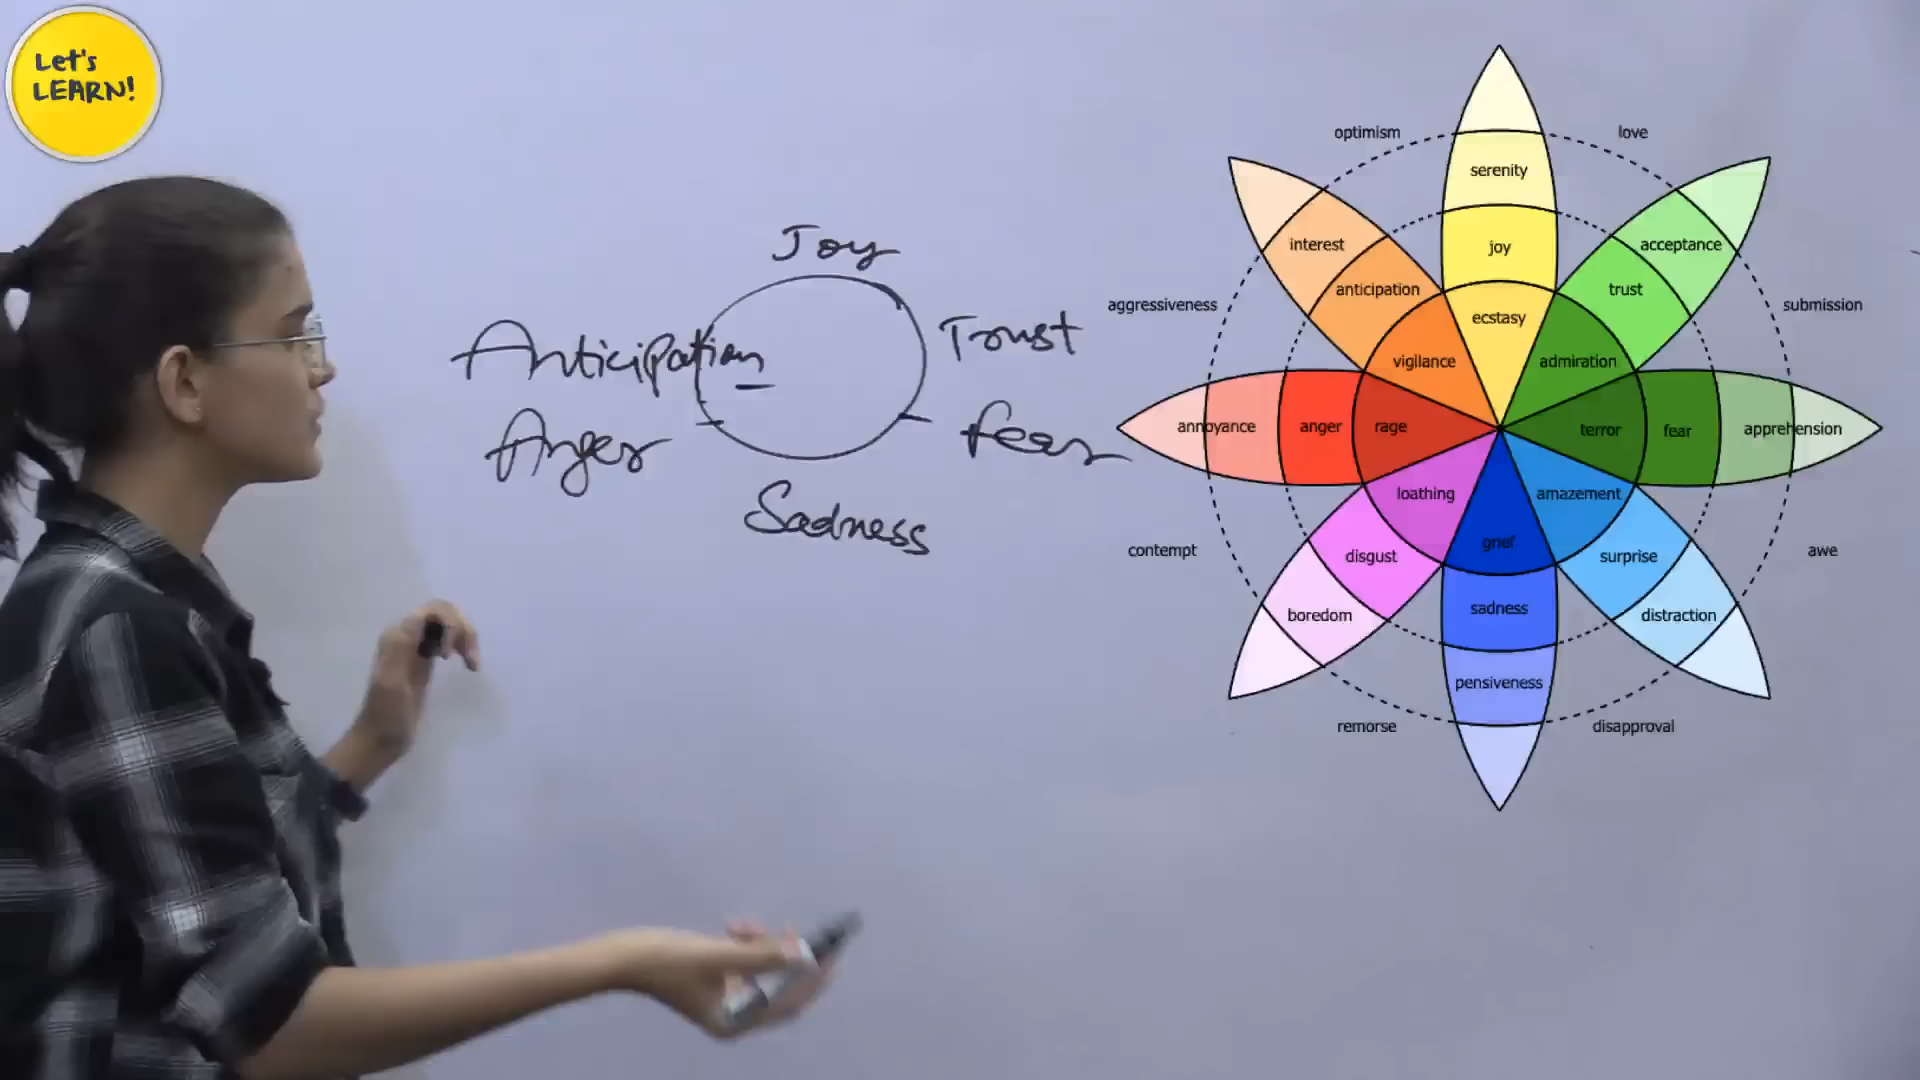 Let's
LEARN!
Joy
Anticipation
Trust
Anger
fear
Sadness
optimism
love
serenity
interest
joy
acceptance
anticipation
trust
aggressiveness
submission
ecstasy
vigilance
admiration
annoyance
anger
rage
terror
fear
apprehension
loathing
amazement
contempt
disgust
grief
surprise
awe
boredom
sadness
distraction
pensiveness
remorse
disapproval